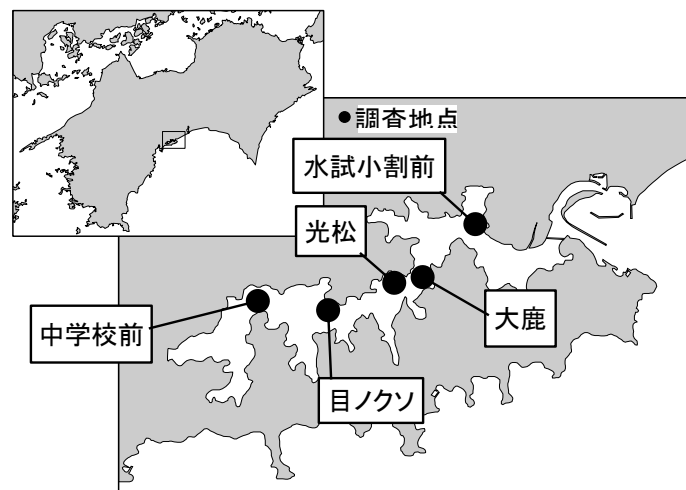 ●調査地点
水試小割前
光松
大鹿
中学校前
目ノクソ